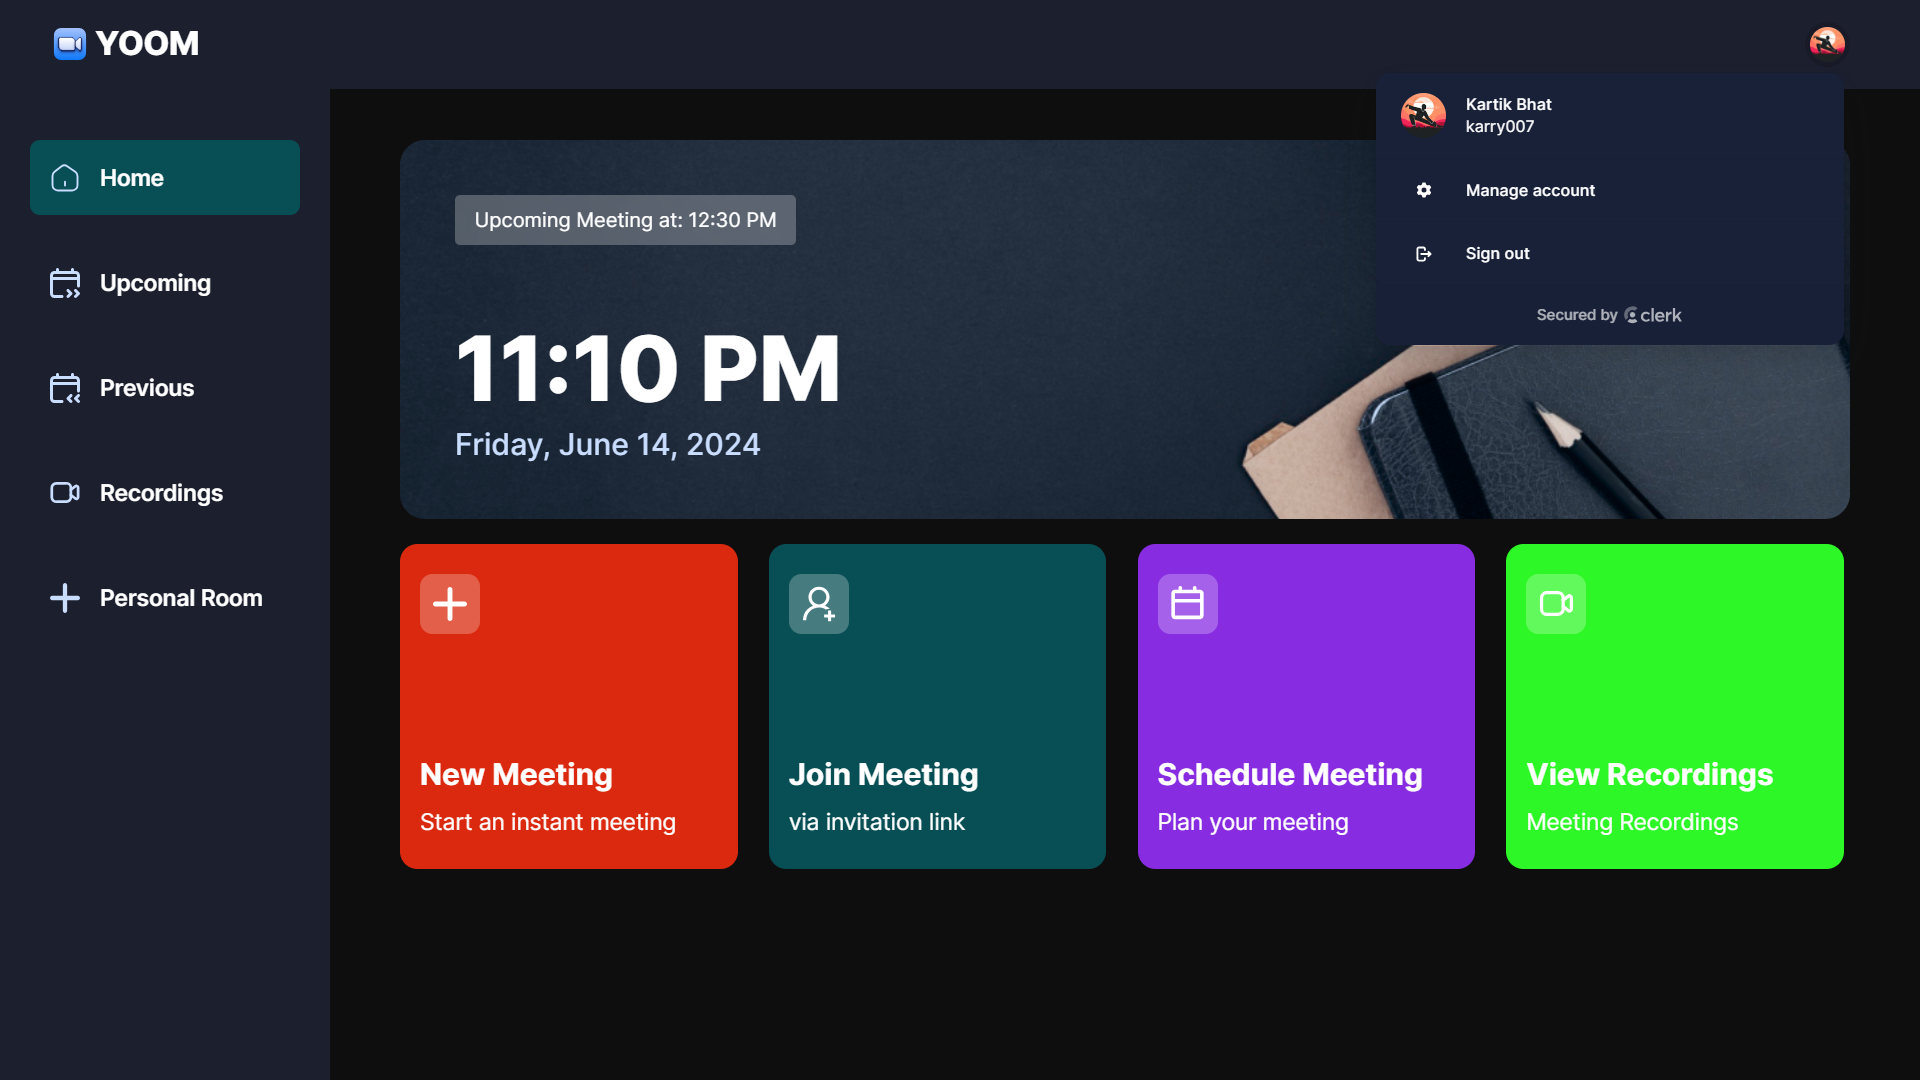 YOOM
Kartik Bhat
karry007
Manage account
Sign out
Secured by clerk
Home
Upcoming
Previous
Recordings
Personal Room
Upcoming Meeting at: 12:30 PM
11:10 PM
Friday, June 14, 2024
New Meeting
Start an instant meeting
Join Meeting
via invitation link
Schedule Meeting
Plan your meeting
View Recordings
Meeting Recordings